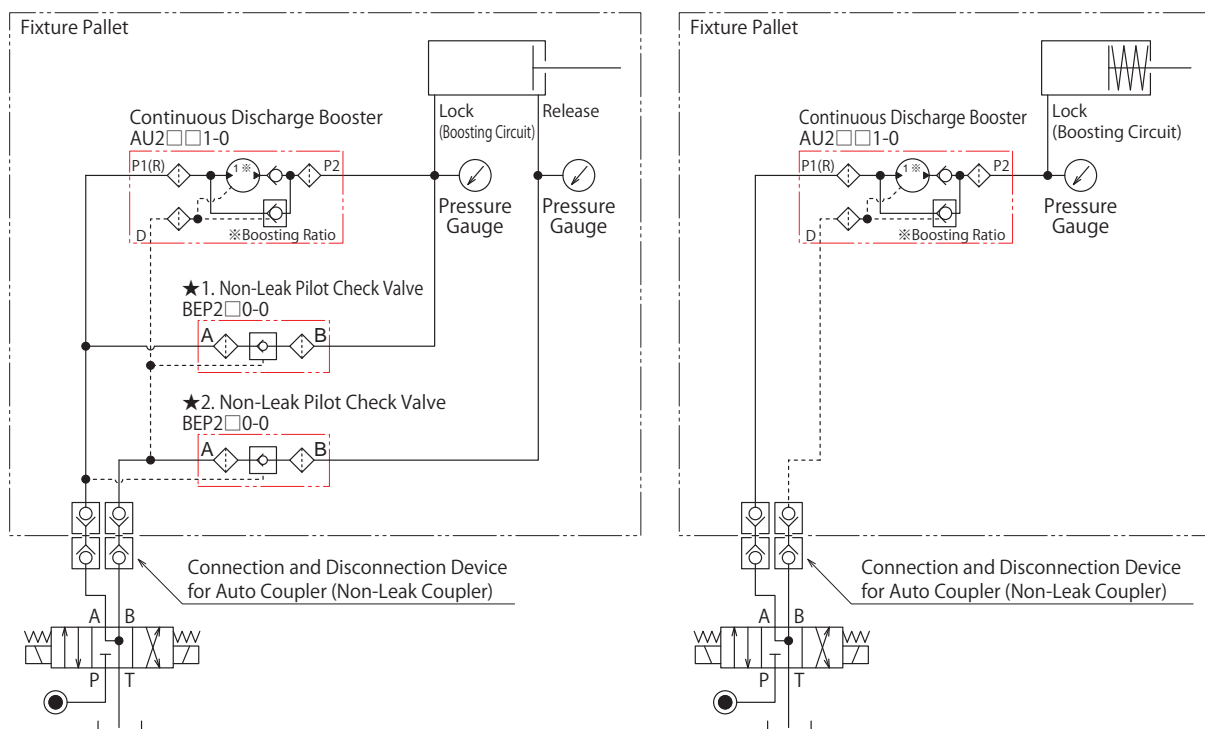 Fixture Pallet
Lock
(Boosting Circuit)
Release
Continuous Discharge Booster
AU2□□1-0
P1(R)
1 ※
P2
D
※Boosting Ratio
Pressure
Gauge
Pressure
Gauge
★1. Non-Leak Pilot Check Valve
BEP2□0-0
A
B
★2. Non-Leak Pilot Check Valve
BEP2□0-0
A
B
Connection and Disconnection Device
for Auto Coupler (Non-Leak Coupler)
A
B
P
T
Fixture Pallet
Lock
(Boosting Circuit)
Continuous Discharge Booster
AU2□□1-0
P1(R)
1 ※
P2
D
※Boosting Ratio
Pressure
Gauge
Connection and Disconnection Device
for Auto Coupler (Non-Leak Coupler)
A
B
P
T